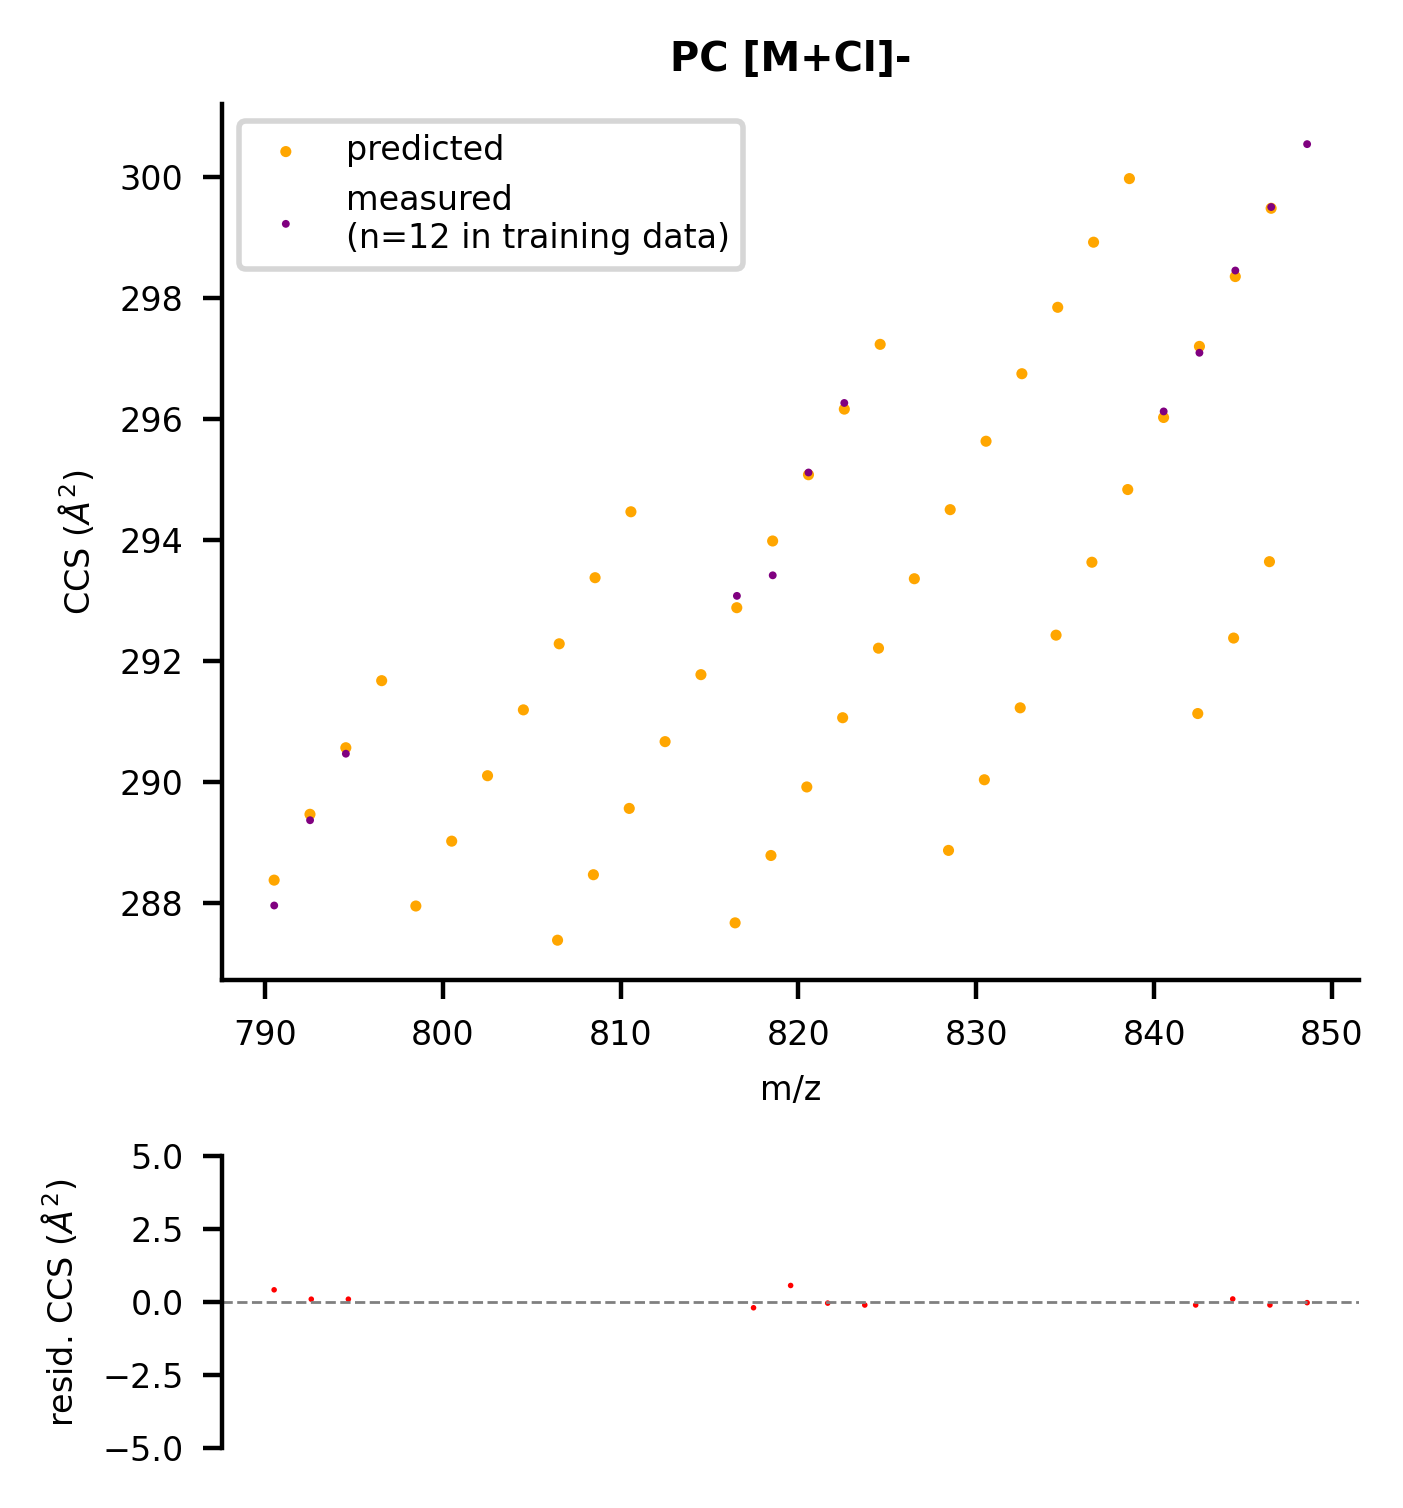 PC [M+Cl]-
predicted
measured
(n=12 in training data)
300
298
296
294
292
290
288
CCS (Å²)
790 800 810 820 830 840 850
m/z
5.0
2.5
0.0
−2.5
−5.0
resid. CCS (Å²)